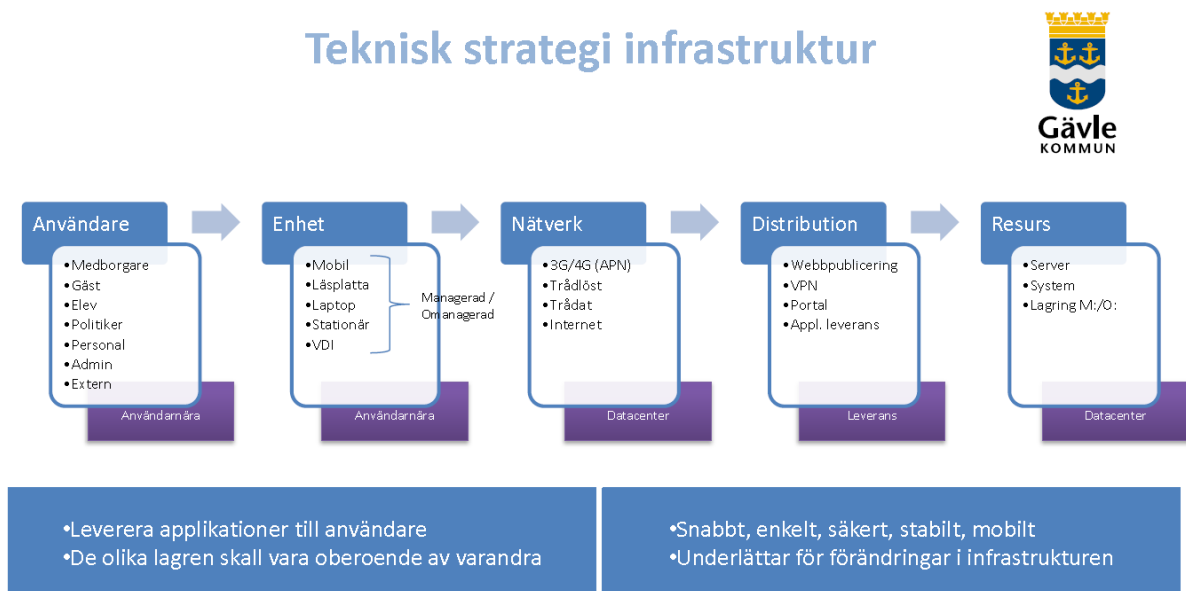 Teknisk strategi infrastruktur
Gävle
KOMMUN
Användare
•Medborgare
•Gäst
•Elev
•Politiker
•Personal
•Admin
•Extern
Användarnära
Enhet
•Mobil
•Läsplatta
•Laptop
•Stationär
•VDI
Managerad /
Omanagerad
Användarnära
Nätverk
•3G/4G (APN)
•Trådlöst
•Trådat
•Internet
Datacenter
Distribution
•Webbpublicering
•VPN
•Portal
•Appl. leverans
Leverans
Resurs
•Server
•System
•Lagring M:/O:
Datacenter
•Leverera applikationer till användare
•De olika lagren skall vara oberoende av varandra
•Snabbt, enkelt, säkert, stabilt, mobilt
•Underlättar för förändringar i infrastrukturen